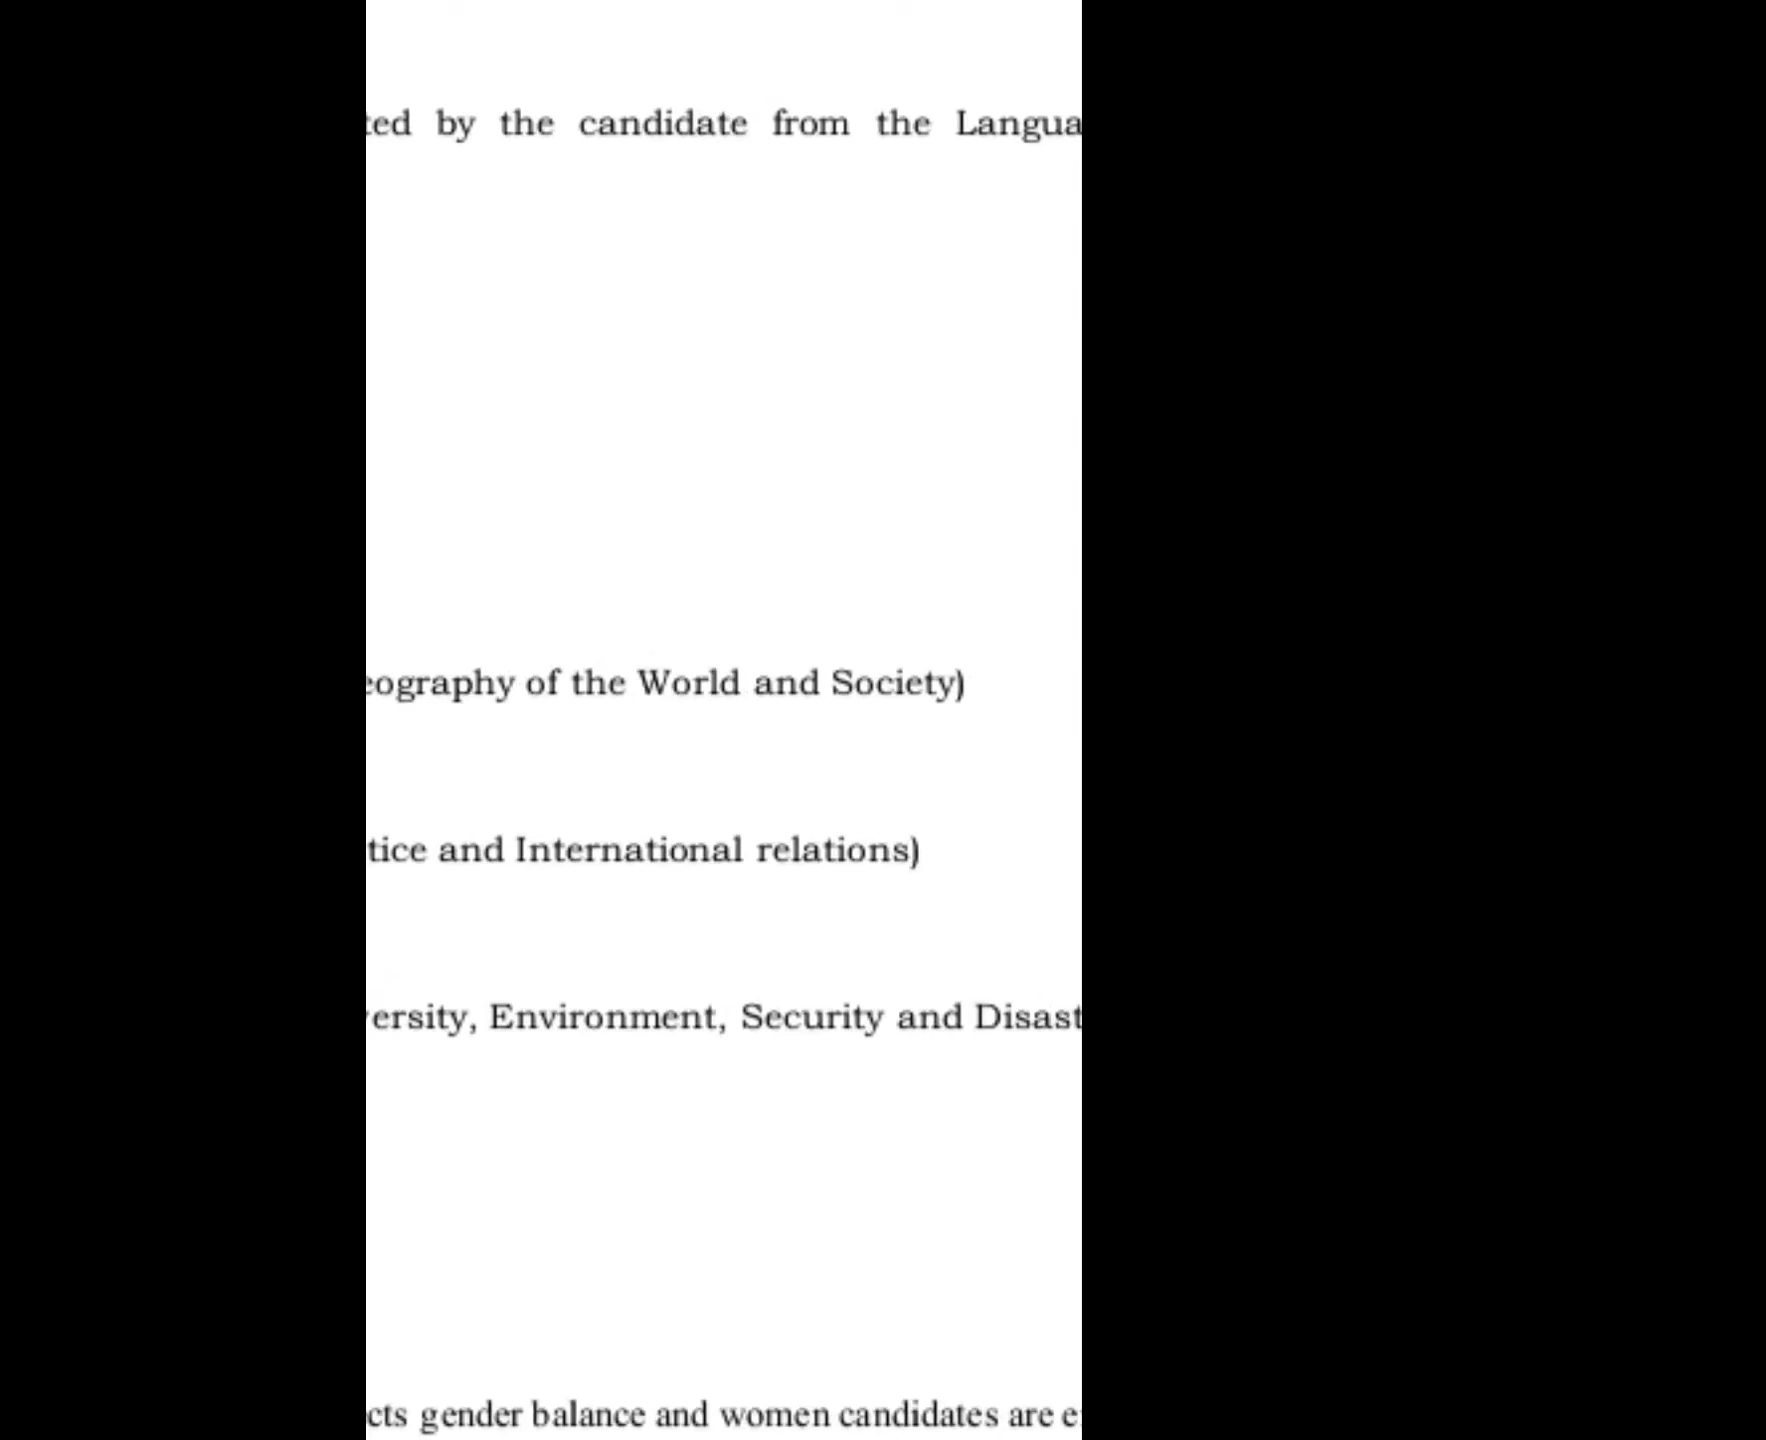 ted by the candidate from the Langua
eography of the World and Society)
tice and International relations)
ersity, Environment, Security and Disast
cts gender balance and women candidates are e